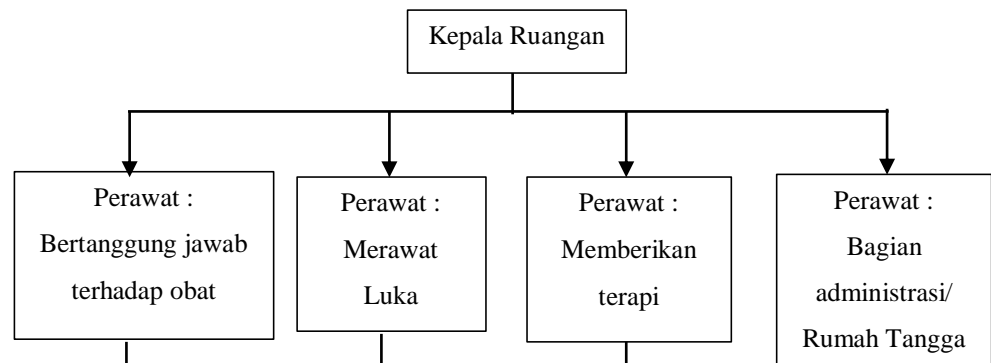 Kepala Ruangan
Perawat :
Bertanggung jawab
terhadap obat
Perawat :
Merawat
Luka
Perawat :
Memberikan
terapi
Perawat :
Bagian
administrasi/
Rumah Tangga